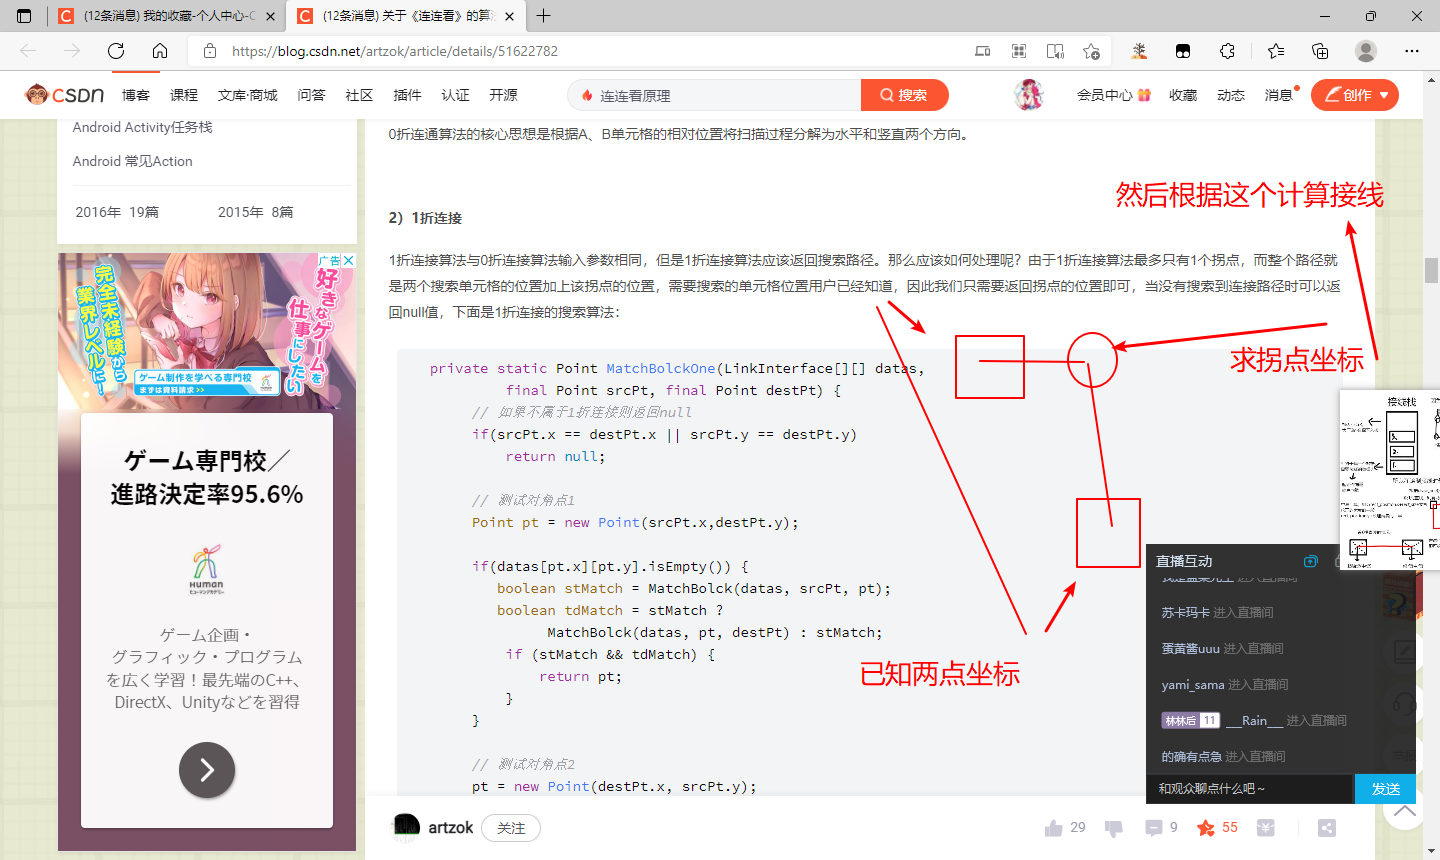 (12条消息) 我的收藏-个人中心-C
(12条消息) 关于《连连看》的算
https://blog.csdn.net/artzok/article/details/51622782
CSDN
博客
课程
文库·商城
问答
社区
插件
认证
开源
连连看原理
搜索
会员中心
收藏
动态
消息
创作
Android Activity任务栈
Android 常见Action
2016年 19篇
2015年 8篇
0折连通算法的核心思想是根据A、B单元格的相对位置将扫描过程分解为水平和竖直两个方向。
然后根据这个计算接线
2）1折连接
1折连接算法与0折连接算法输入参数相同，但是1折连接算法应该返回搜索路径。那么应该如何处理呢？由于1折连接算法最多只有1个拐点，而整个路径就
是两个搜索单元格的位置加上该拐点的位置，需要搜索的单元格位置用户已经知道，因此我们只需要返回拐点的位置即可，当没有搜索到连接路径时可以返
回null值，下面是1折连接的搜索算法：
求拐点坐标
private static Point MatchBolckOne(LinkInterface[][] datas,
final Point srcPt, final Point destPt) {
// 如果不属于1折连接则返回null
if(srcPt.x == destPt.x || srcPt.y == destPt.y)
return null;
// 测试对角点1
Point pt = new Point(srcPt.x,destPt.y);
if(datas[pt.x][pt.y].isEmpty()) {
boolean stMatch = MatchBolck(datas, srcPt, pt);
boolean tdMatch = stMatch ?
MatchBolck(datas, pt, destPt) : stMatch;
if (stMatch && tdMatch) {
return pt;
}
}
// 测试对角点2
pt = new Point(destPt.x, srcPt.y);
已知两点坐标
广告
完全未経験から
業界レベルに！
好きなゲームを
仕事にしたい
ゲーム制作を学べる専門校
まずは資料請求 >>
ゲーム専門校／
進路決定率95.6%
HUMAN
ヒューマンアカデミー
ゲーム企画・
グラフィック・プログラム
を広く学習！最先端のC++、
DirectX、Unityなどを習得
接线栈
直播互动
苏卡玛卡 进入直播间
蛋黄酱uuu 进入直播间
yami_sama 进入直播间
林林后 11 ___Rain___ 进入直播间
的确有点急 进入直播间
和观众聊点什么吧～
发送
artzok
关注
29
9
55